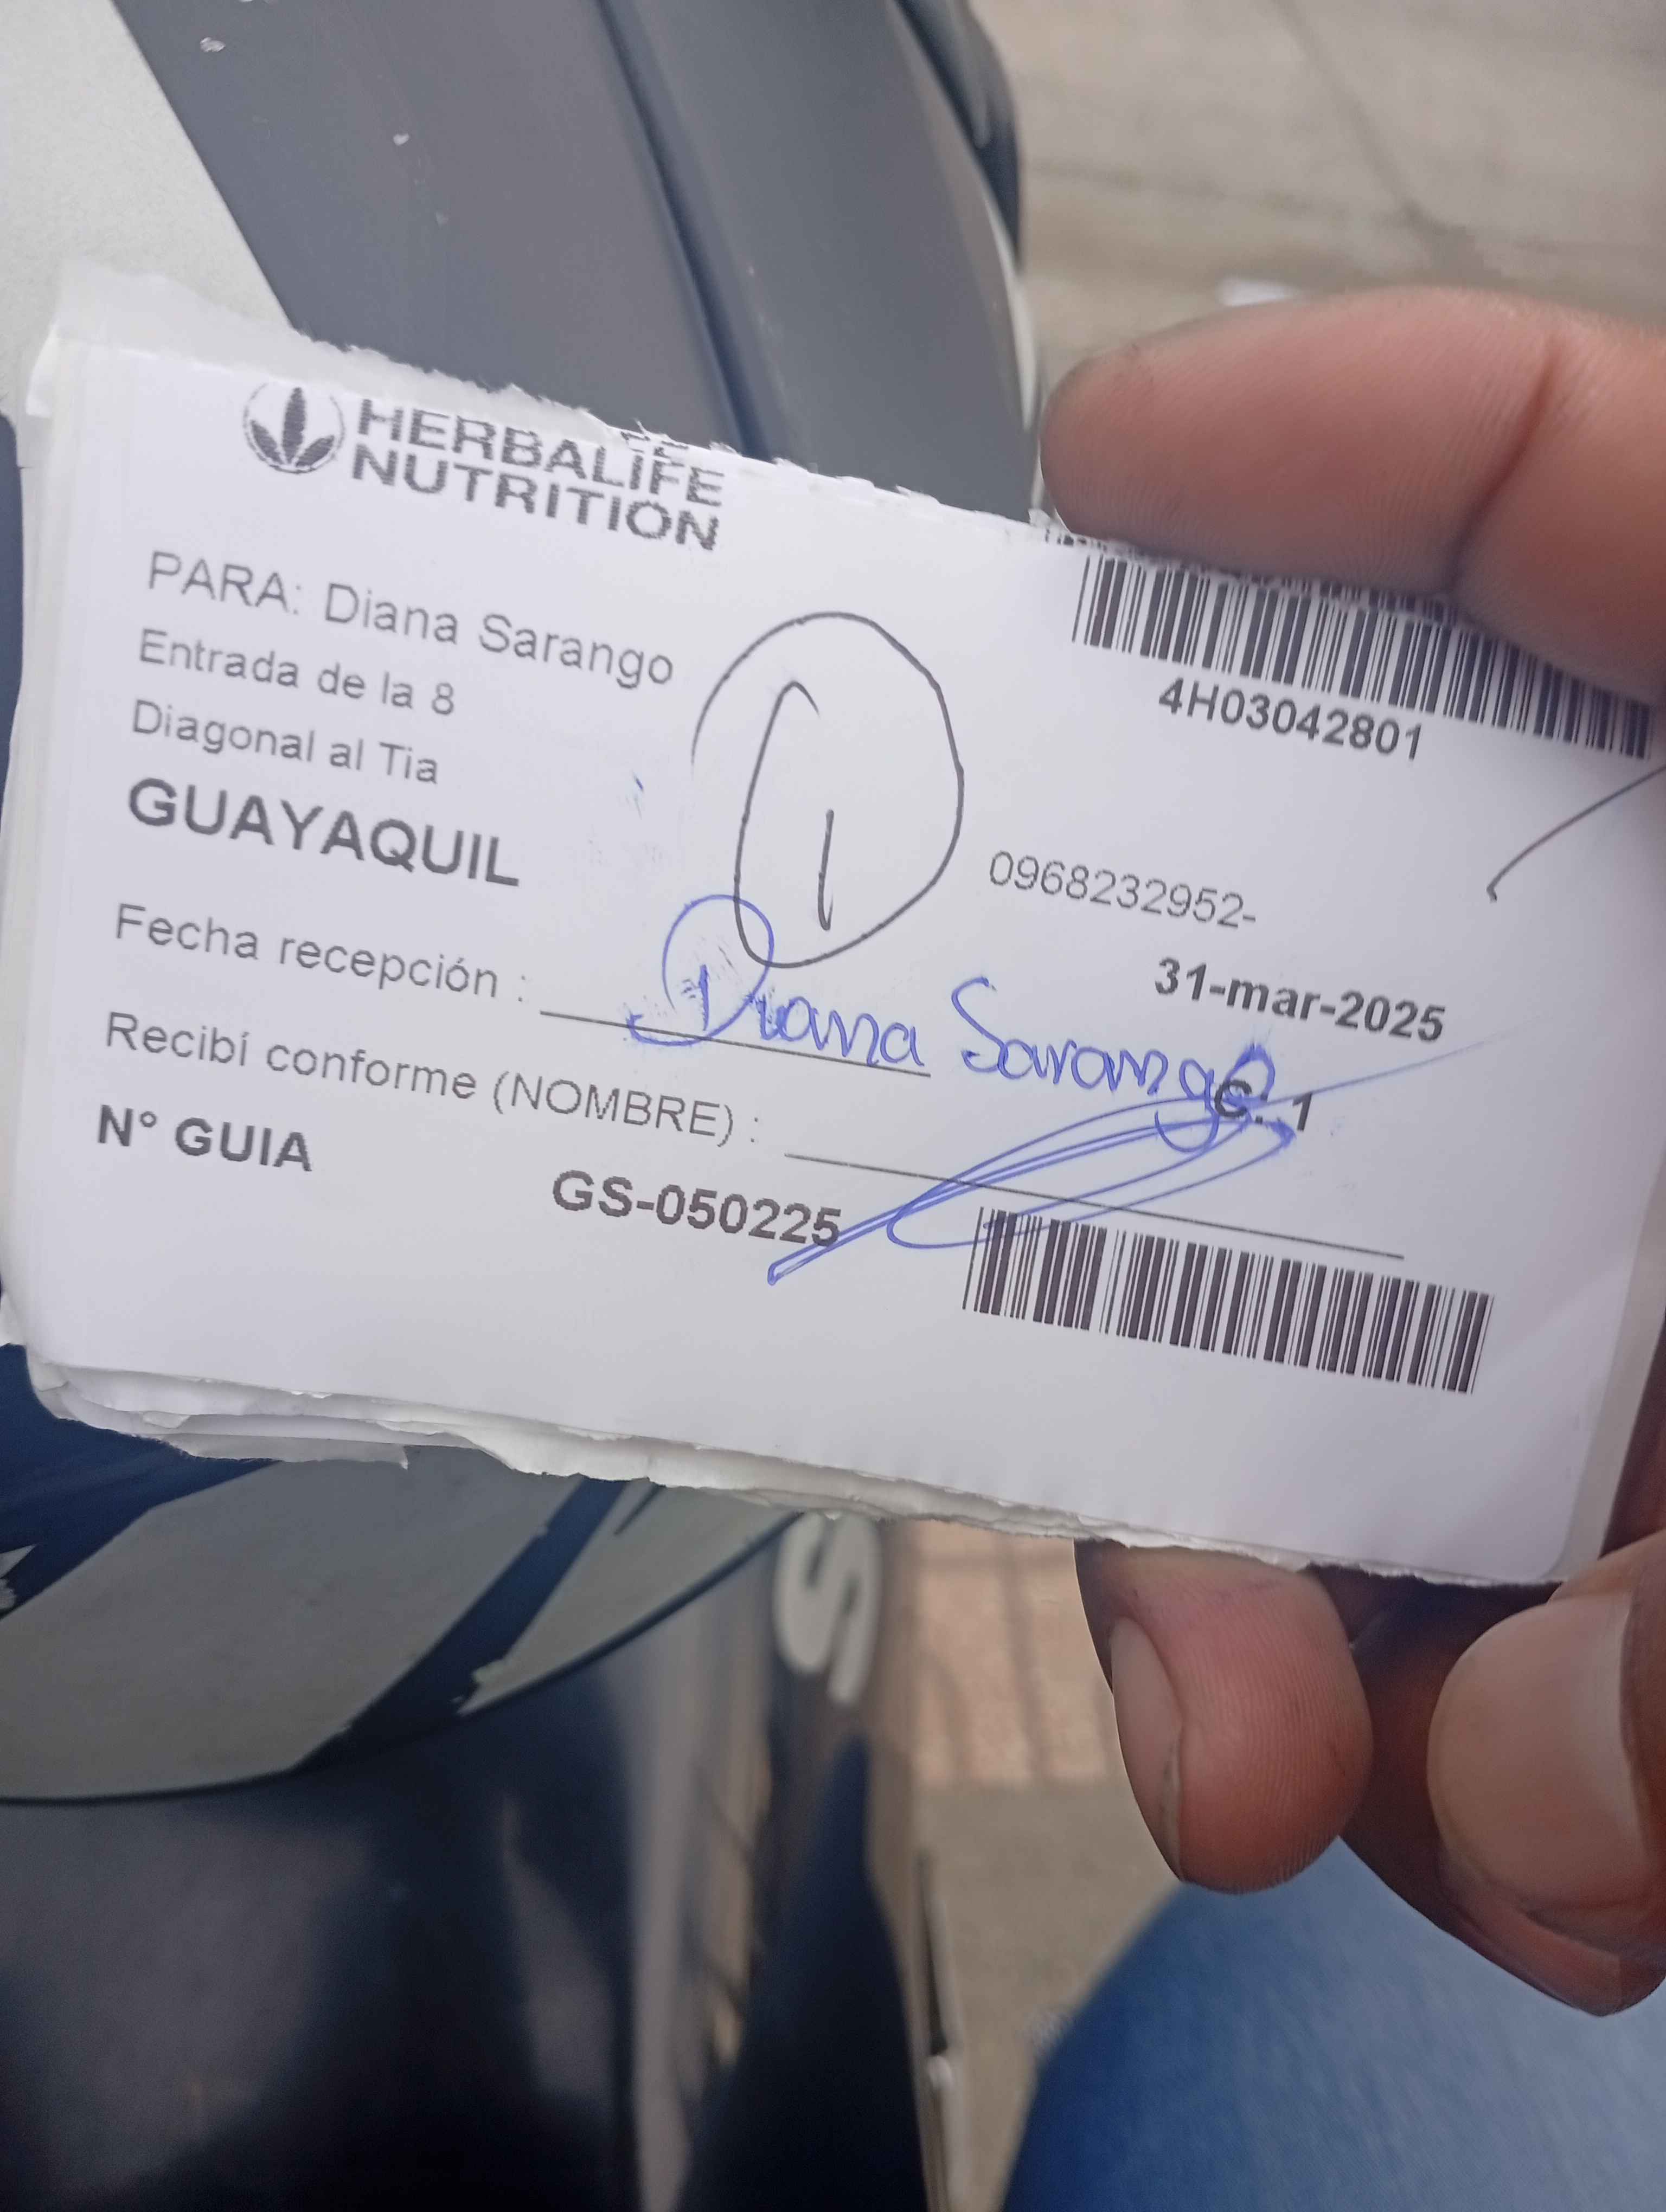 HERBALIFE
NUTRITION
PARA: Diana Sarango
Entrada de la 8
Diagonal al Tia
GUAYAQUIL
1
4H03042801
0968232952-
31-mar-2025
Fecha recepción :
Diana Sarango
C. 1
Recibí conforme (NOMBRE) :
N° GUIA
GS-050225
S